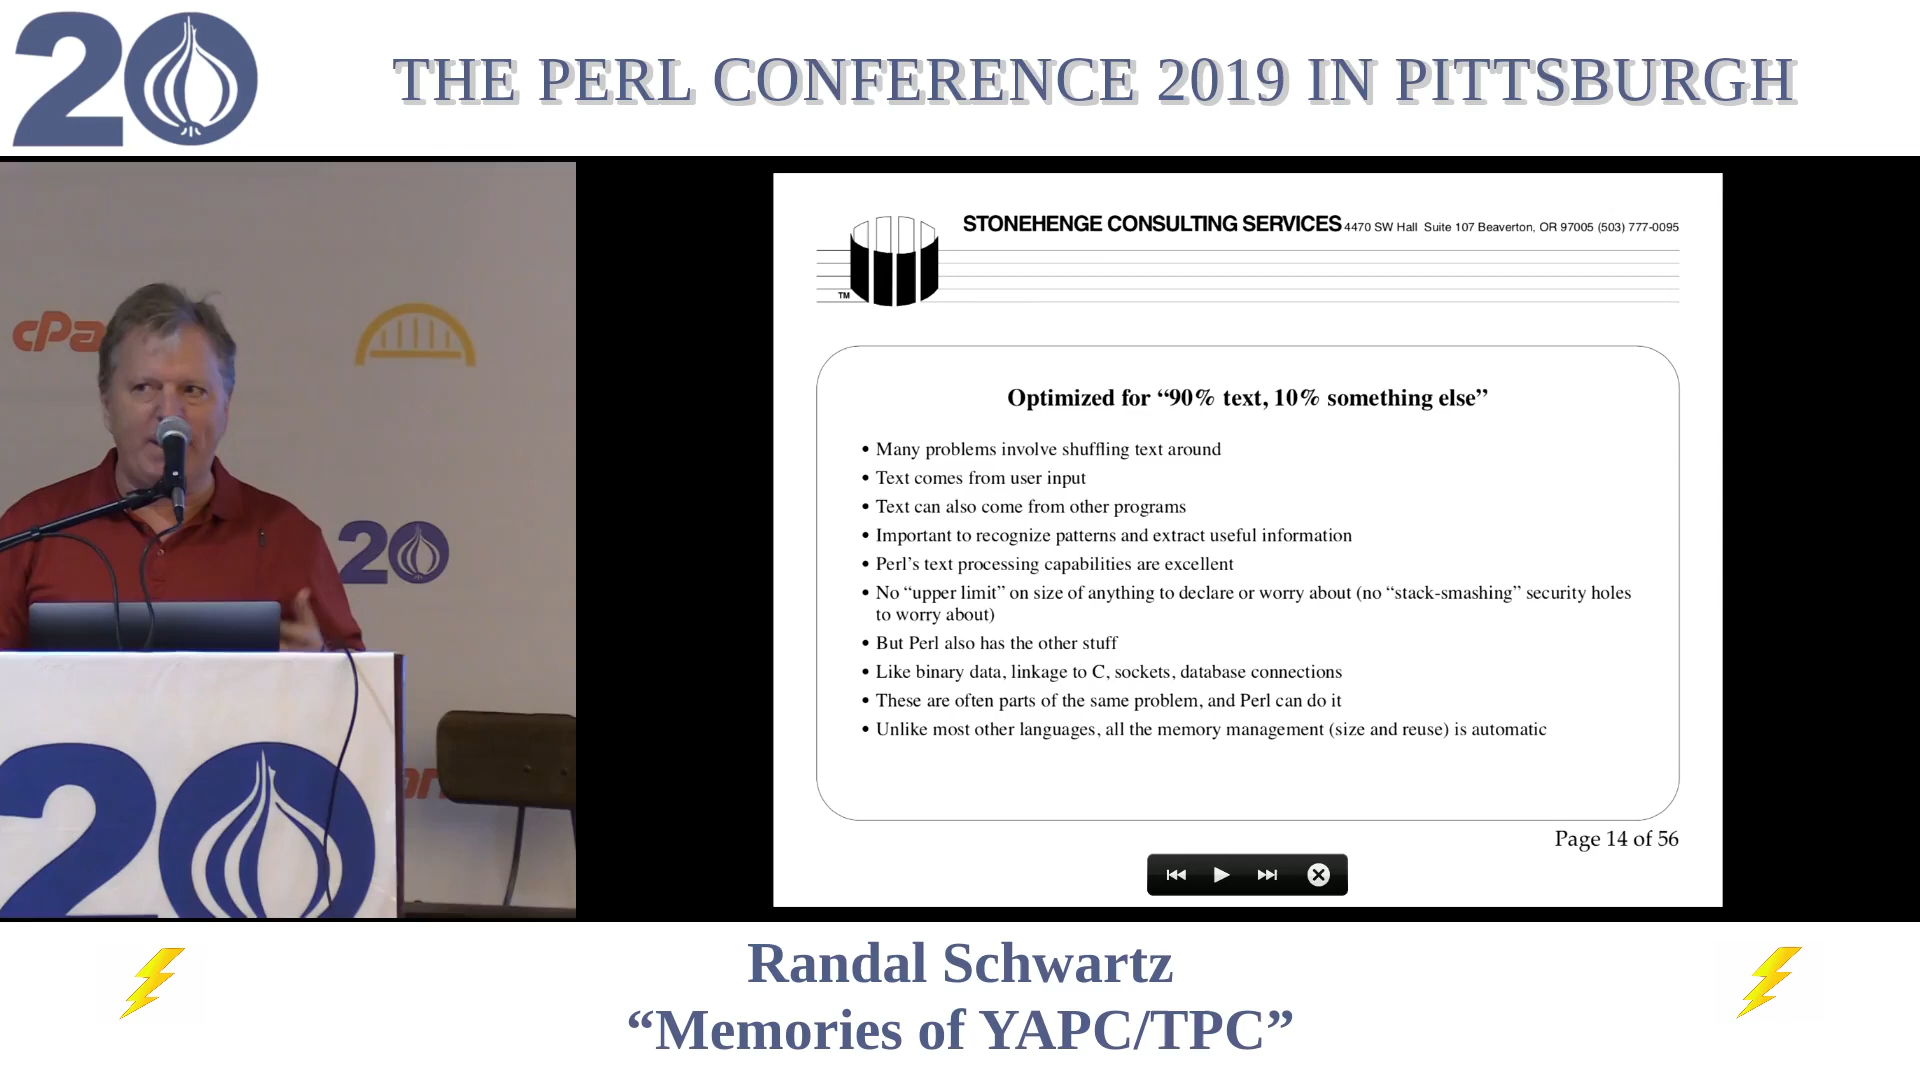 20
THE PERL CONFERENCE 2019 IN PITTSBURGH
cPa
20
20
STONEHENGE CONSULTING SERVICES 4470 SW Hall Suite 107 Beaverton, OR 97005 (503) 777-0095
TM
Optimized for “90% text, 10% something else”
• Many problems involve shuffling text around
• Text comes from user input
• Text can also come from other programs
• Important to recognize patterns and extract useful information
• Perl’s text processing capabilities are excellent
• No “upper limit” on size of anything to declare or worry about (no “stack-smashing” security holes
to worry about)
• But Perl also has the other stuff
• Like binary data, linkage to C, sockets, database connections
• These are often parts of the same problem, and Perl can do it
• Unlike most other languages, all the memory management (size and reuse) is automatic
Page 14 of 56
Randal Schwartz
“Memories of YAPC/TPC”